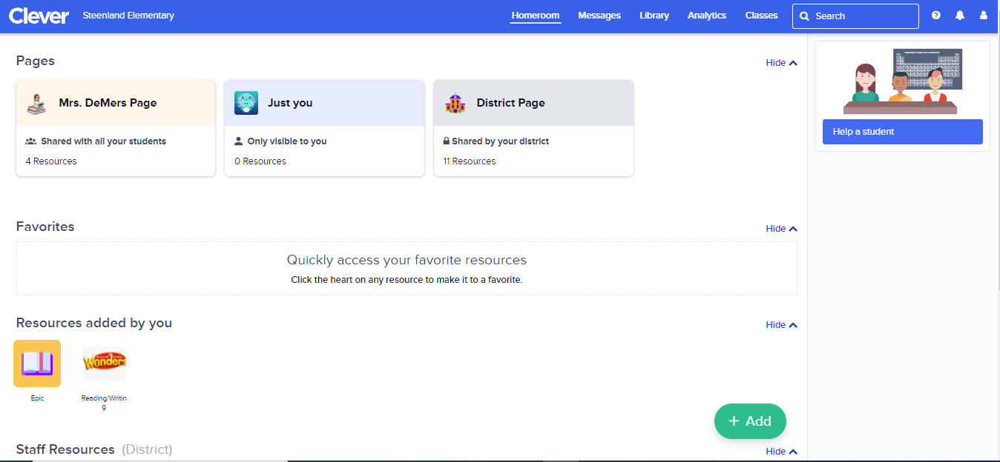 Clever Steenland Elementary Homeroom Messages Library Analytics Classes Search
Pages Hide
Mrs. DeMers Page
Shared with all your students
4 Resources
Just you
Only visible to you
0 Resources
District Page
Shared by your district
11 Resources
Help a student
Favorites Hide
Quickly access your favorite resources
Click the heart on any resource to make it to a favorite.
Resources added by you Hide
Epic
Wonders
Reading/Writin
g
+ Add
Staff Resources (District) Hide